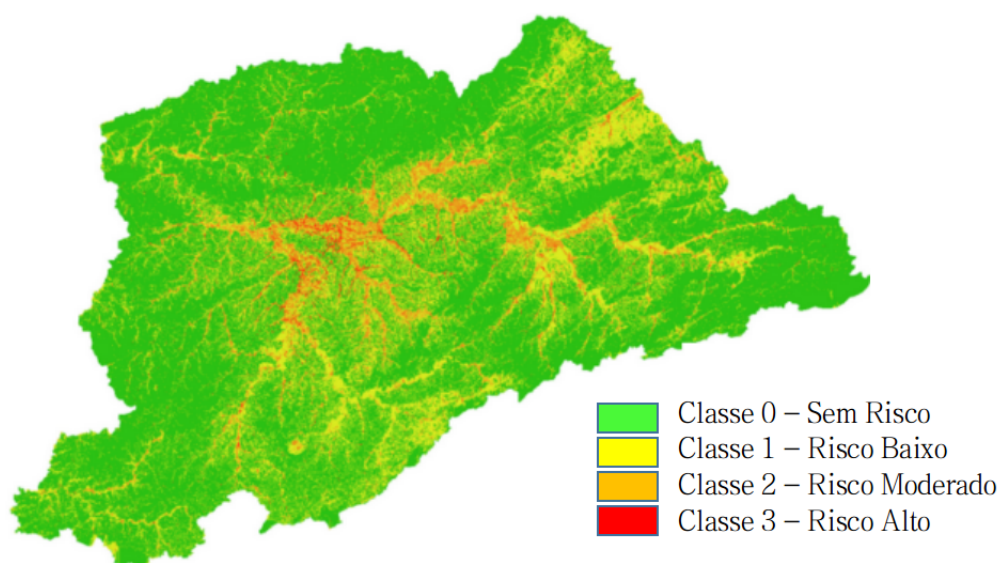 Classe 0 – Sem Risco
Classe 1 – Risco Baixo
Classe 2 – Risco Moderado
Classe 3 – Risco Alto